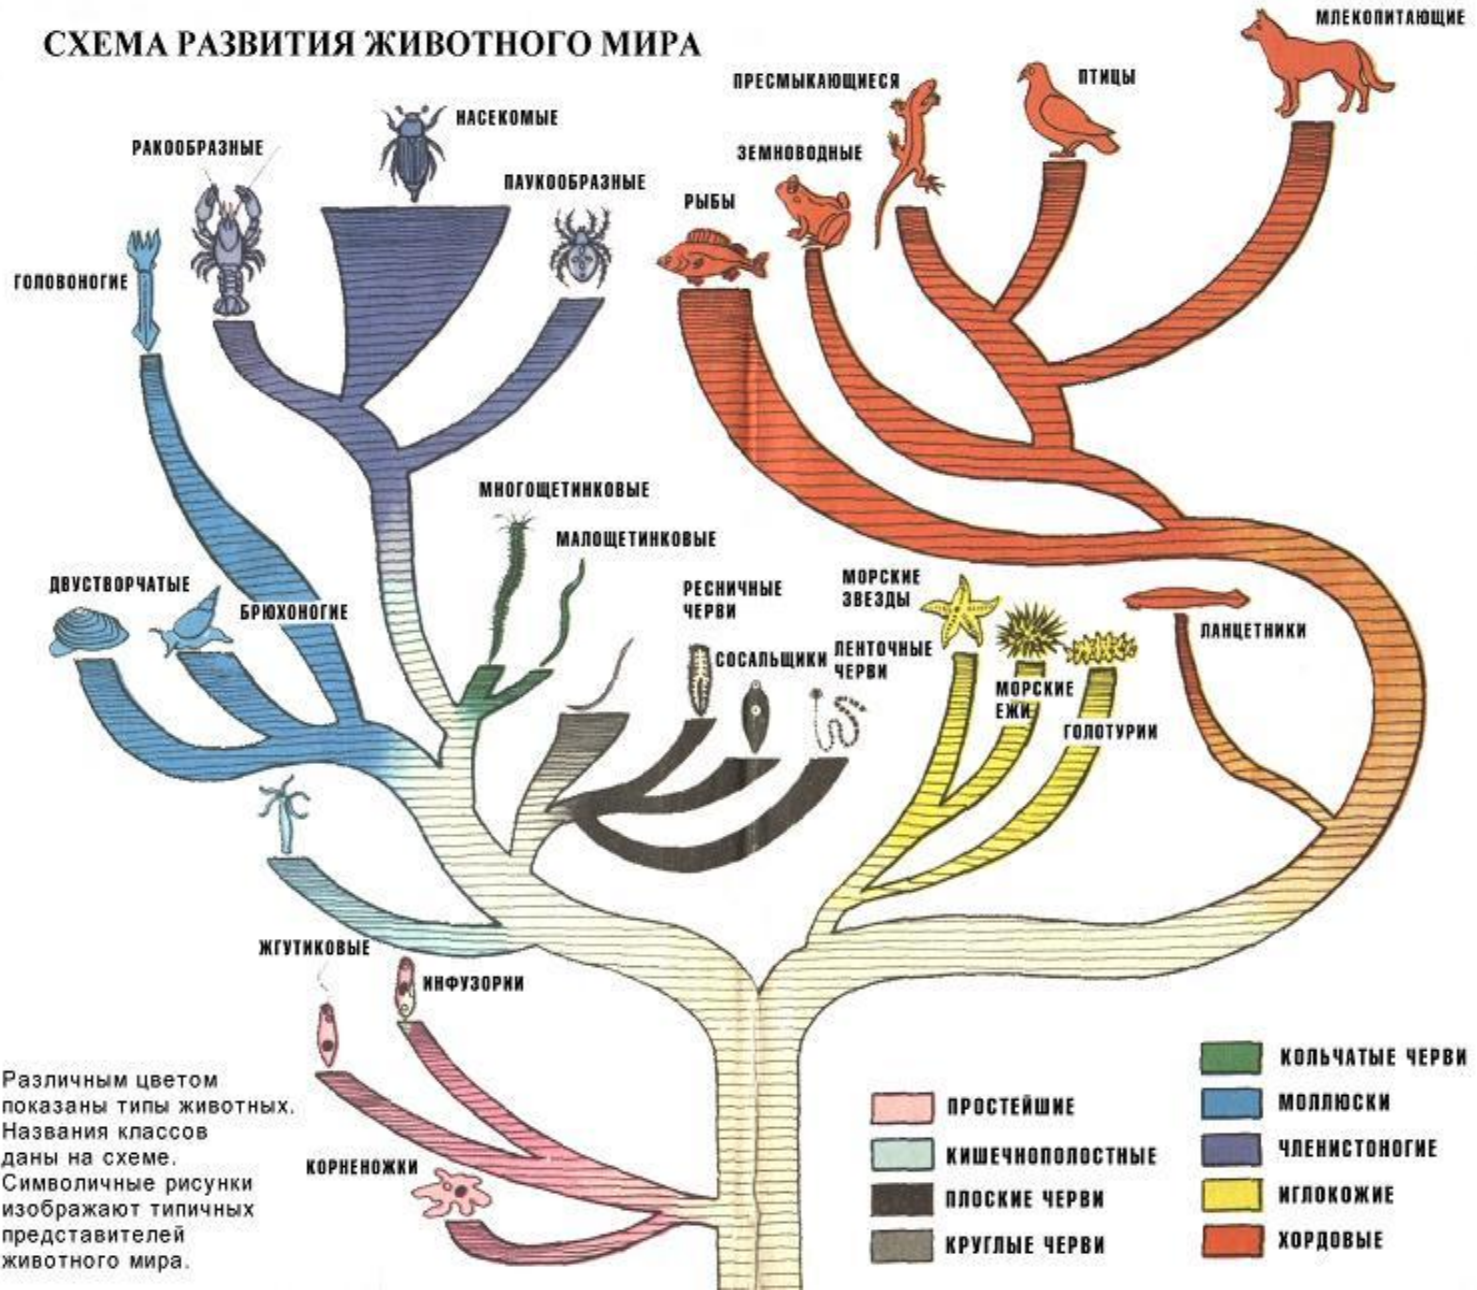 СХЕМА РАЗВИТИЯ ЖИВОТНОГО МИРА
МЛЕКОПИТАЮЩИЕ
ПТИЦЫ
ПРЕСМЫКАЮЩИЕСЯ
НАСЕКОМЫЕ
РАКООБРАЗНЫЕ
ЗЕМНОВОДНЫЕ
ПАУКООБРАЗНЫЕ
РЫБЫ
ГОЛОВОНОГИЕ
МНОГОЩЕТИНКОВЫЕ
МАЛОЩЕТИНКОВЫЕ
ДВУСТВОРЧАТЫЕ
БРЮХОНОГИЕ
РЕСНИЧНЫЕ
ЧЕРВИ
СОСАЛЬЩИКИ
ЛЕНТОЧНЫЕ
ЧЕРВИ
МОРСКИЕ
ЗВЕЗДЫ
МОРСКИЕ
ЕЖИ
ГОЛОТУРИИ
ЛАНЦЕТНИКИ
ЖГУТИКОВЫЕ
ИНФУЗОРИИ
КОРНЕНОЖКИ
Различным цветом
показаны типы животных.
Названия классов
даны на схеме.
Символичные рисунки
изображают типичных
представителей
животного мира.
ПРОСТЕЙШИЕ
КИШЕЧНОПОЛОСТНЫЕ
ПЛОСКИЕ ЧЕРВИ
КРУГЛЫЕ ЧЕРВИ
КОЛЬЧАТЫЕ ЧЕРВИ
МОЛЛЮСКИ
ЧЛЕНИСТОНОГИЕ
ИГЛОКОЖИЕ
ХОРДОВЫЕ